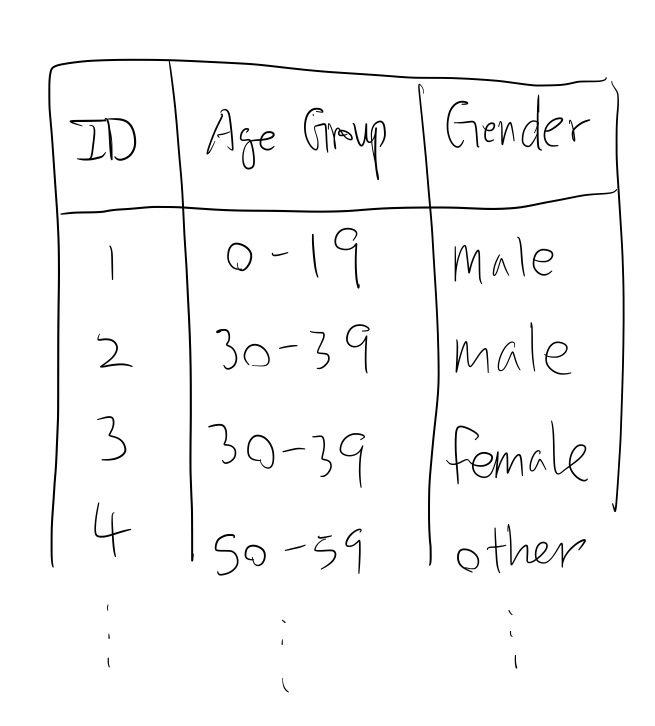 ID Age Group Gender
1 0-19 male
2 30-39 male
3 30-39 female
4 50-59 other
⋮ ⋮ ⋮